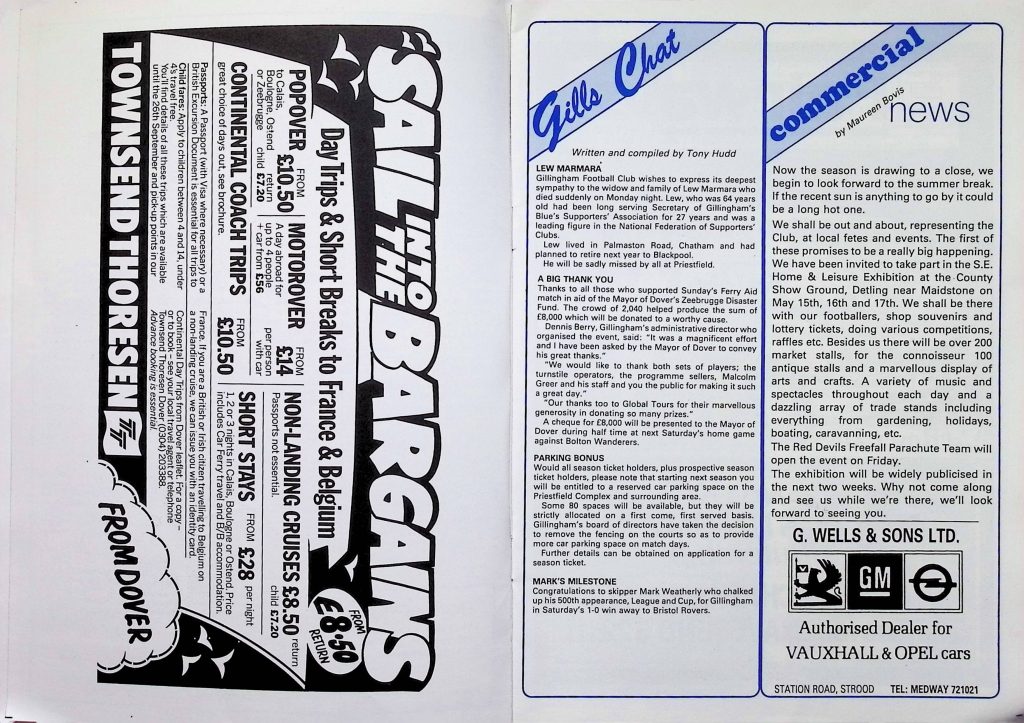 "SAIL INTO
THE BARGAINS
Day Trips & Short Breaks to France & Belgium
FROM
£8·50
RETURN
POPOVER FROM £10.50
to Calais,
Boulogne, Ostend return
or Zeebrugge child £7.20
MOTOROVER FROM £14
A day abroad for per person
up to 4 people with car
+ car from £56
NON-LANDING CRUISES £8.50 return
Passports not essential. child £7.20
CONTINENTAL COACH TRIPS FROM £10.50
great choice of days out, see brochure.
SHORT STAYS FROM £28 per night
1, 2 or 3 nights in Calais, Boulogne or Ostend. Price
includes Car Ferry travel and B/B accommodation.
Passports: A Passport (with Visa where necessary) or a
British Excursion Document is essential for all trips to
France. If you are a British or Irish citizen travelling to Belgium on
a non-landing cruise, we can issue you with an identity card.
Child fares: Apply to children between 4 and 14, under
4's travel free.
You'll find details of all these trips which are available
until the 26th September and pick-up points in our
Continental Day Trips from Dover leaflet. For a copy –
or to book – see your local travel agent or telephone
Townsend Thoresen Dover (0304) 203388.
Advance booking is essential.
TOWNSEND THORESEN TT
FROM DOVER
Gills Chat
Written and compiled by Tony Hudd
LEW MARMARA
Gillingham Football Club wishes to express its deepest
sympathy to the widow and family of Lew Marmara who
died suddenly on Monday night. Lew, who was 64 years
old had been long serving Secretary of Gillingham's
Blue's Supporters' Association for 27 years and was a
leading figure in the National Federation of Supporters'
Clubs.
Lew lived in Palmaston Road, Chatham and had
planned to retire next year to Blackpool.
He will be sadly missed by all at Priestfield.
A BIG THANK YOU
Thanks to all those who supported Sunday's Ferry Aid
match in aid of the Mayor of Dover's Zeebrugge Disaster
Fund. The crowd of 2,040 helped produce the sum of
£8,000 which will be donated to a worthy cause.
Dennis Berry, Gillingham's administrative director who
organised the event, said: "It was a magnificent effort
and I have been asked by the Mayor of Dover to convey
his great thanks."
"We would like to thank both sets of players; the
turnstile operators, the programme sellers, Malcolm
Greer and his staff and you the public for making it such
a great day."
"Our thanks too to Global Tours for their marvellous
generosity in donating so many prizes."
A cheque for £8,000 will be presented to the Mayor of
Dover during half time at next Saturday's home game
against Bolton Wanderers.
PARKING BONUS
Would all season ticket holders, plus prospective season
ticket holders, please note that starting next season you
will be entitled to a reserved car parking space on the
Priestfield Complex and surrounding area.
Some 80 spaces will be available, but they will be
strictly allocated on a first come, first served basis.
Gillingham's board of directors have taken the decision
to remove the fencing on the courts so as to provide
more car parking space on match days.
Further details can be obtained on application for a
season ticket.
MARK'S MILESTONE
Congratulations to skipper Mark Weatherly who chalked
up his 500th appearance, League and Cup, for Gillingham
in Saturday's 1-0 win away to Bristol Rovers.
commercial
news
by Maureen Bovis
Now the season is drawing to a close, we
begin to look forward to the summer break.
If the recent sun is anything to go by it could
be a long hot one.
We shall be out and about, representing the
Club, at local fetes and events. The first of
these promises to be a really big happening.
We have been invited to take part in the S.E.
Home & Leisure Exhibition at the County
Show Ground, Detling near Maidstone on
May 15th, 16th and 17th. We shall be there
with our footballers, shop souvenirs and
lottery tickets, doing various competitions,
raffles etc. Besides us there will be over 200
market stalls, for the connoisseur 100
antique stalls and a marvellous display of
arts and crafts. A variety of music and
spectacles throughout each day and a
dazzling array of trade stands including
everything from gardening, holidays,
boating, caravanning, etc.
The Red Devils Freefall Parachute Team will
open the event on Friday.
The exhibition will be widely publicised in
the next two weeks. Why not come along
and see us while we're there, we'll look
forward to seeing you.
G. WELLS & SONS LTD.
GM
Authorised Dealer for
VAUXHALL & OPEL cars
STATION ROAD, STROOD TEL: MEDWAY 721021